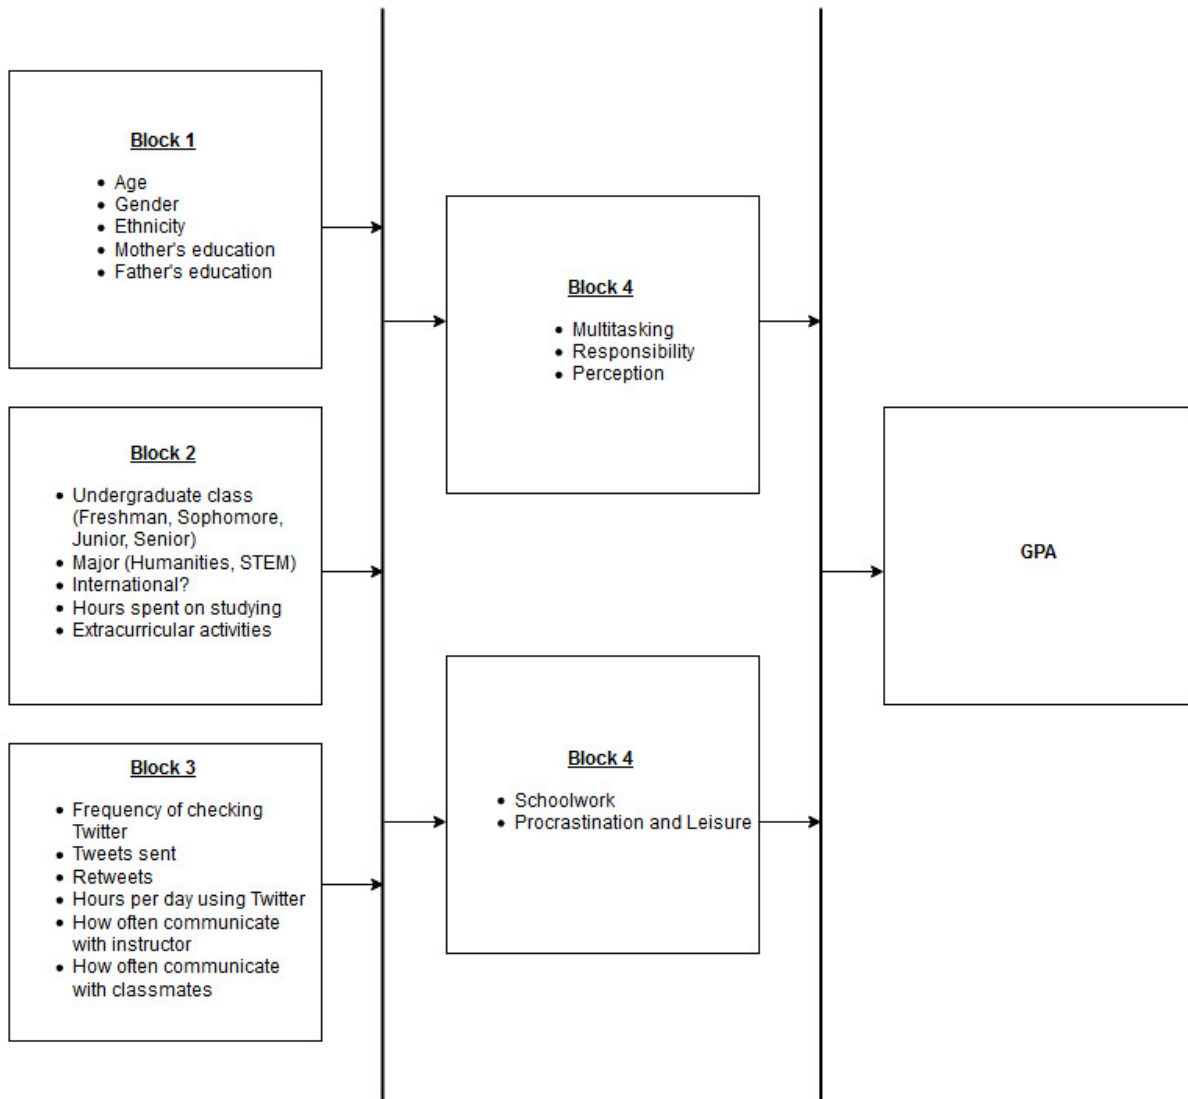 Block 1
• Age
• Gender
• Ethnicity
• Mother's education
• Father's education
Block 2
• Undergraduate class
(Freshman, Sophomore,
Junior, Senior)
• Major (Humanities, STEM)
• International?
• Hours spent on studying
• Extracurricular activities
Block 3
• Frequency of checking
Twitter
• Tweets sent
• Retweets
• Hours per day using Twitter
• How often communicate
with instructor
• How often communicate
with classmates
Block 4
• Multitasking
• Responsibility
• Perception
Block 4
• Schoolwork
• Procrastination and Leisure
GPA